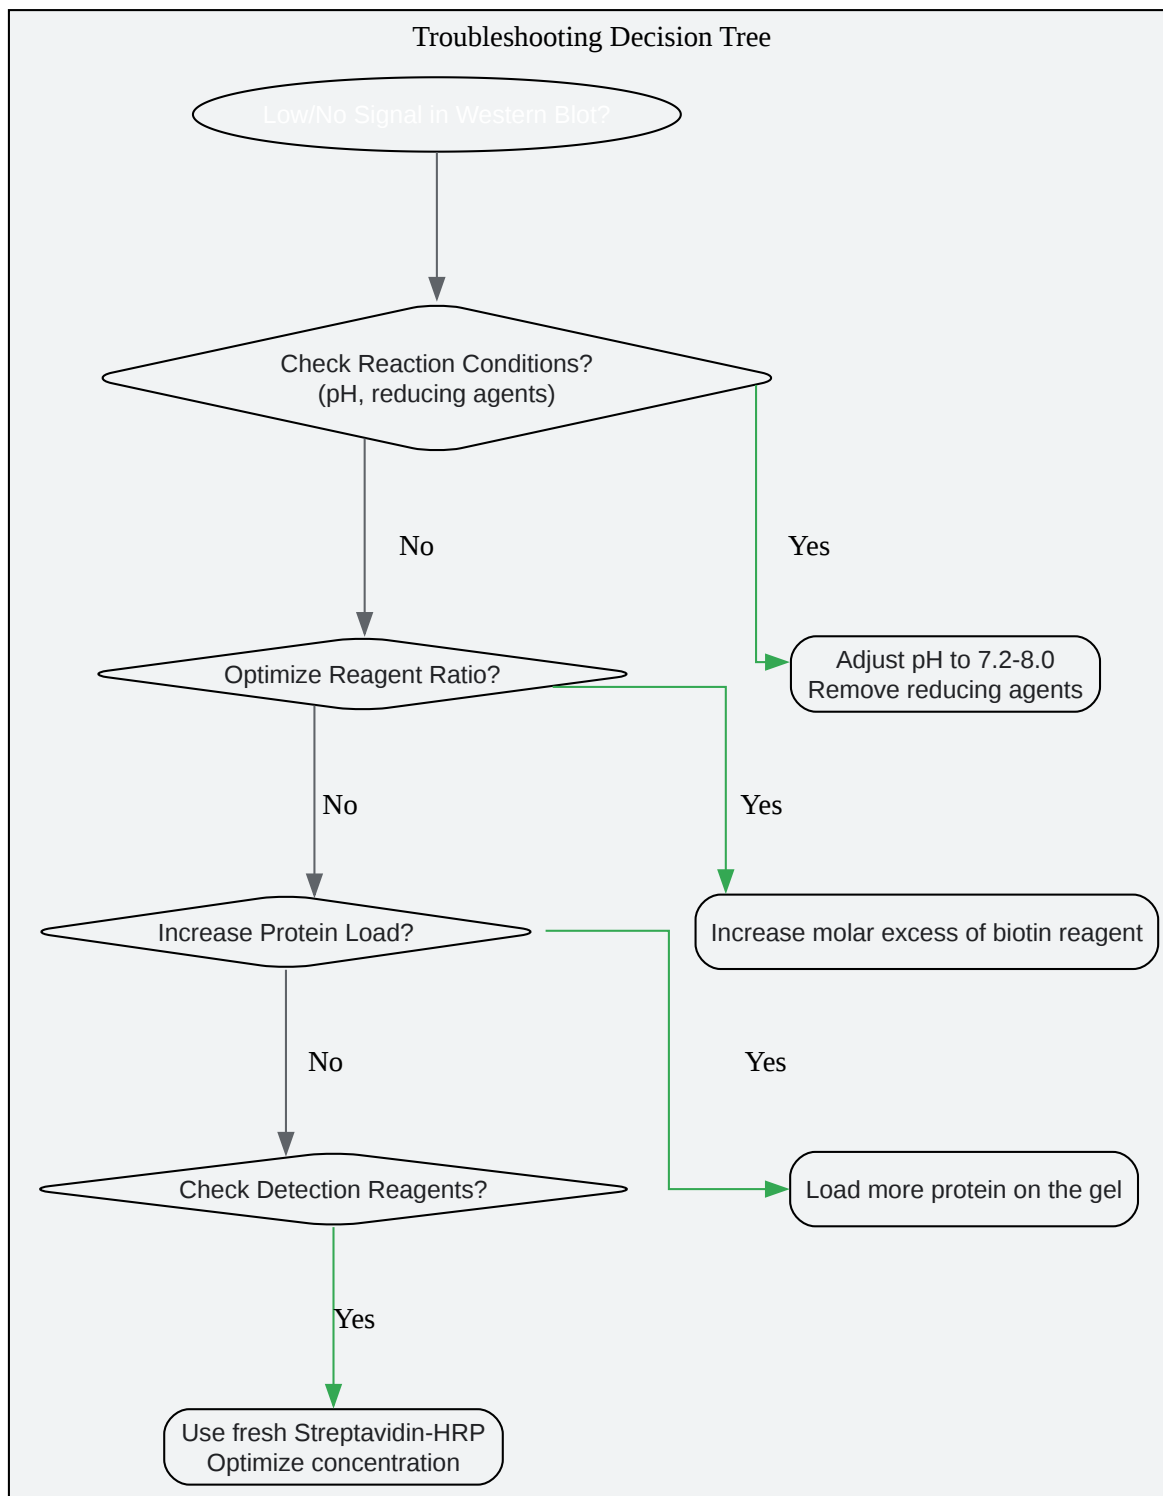 Troubleshooting Decision Tree
Low/No Signal in Western Blot?
Check Reaction Conditions?
(pH, reducing agents)
No
Yes
Optimize Reagent Ratio?
Adjust pH to 7.2-8.0
Remove reducing agents
No
Yes
Increase Protein Load?
Increase molar excess of biotin reagent
No
Yes
Check Detection Reagents?
Load more protein on the gel
Yes
Use fresh Streptavidin-HRP
Optimize concentration